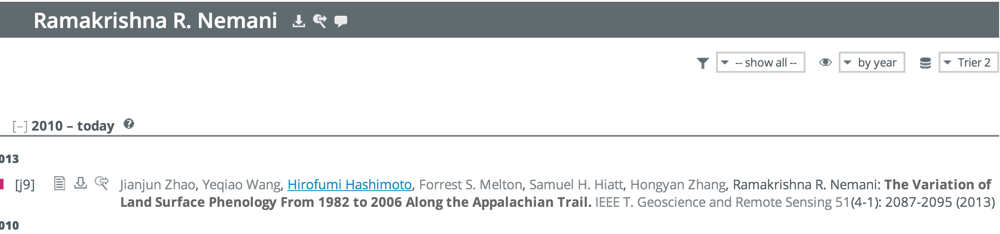 Ramakrishna R. Nemani
-- show all -- by year Trier 2
[–] 2010 – today ?
013
[j9] Jianjun Zhao, Yeqiao Wang, Hirofumi Hashimoto, Forrest S. Melton, Samuel H. Hiatt, Hongyan Zhang, Ramakrishna R. Nemani: The Variation of
Land Surface Phenology From 1982 to 2006 Along the Appalachian Trail. IEEE T. Geoscience and Remote Sensing 51(4-1): 2087-2095 (2013)
010